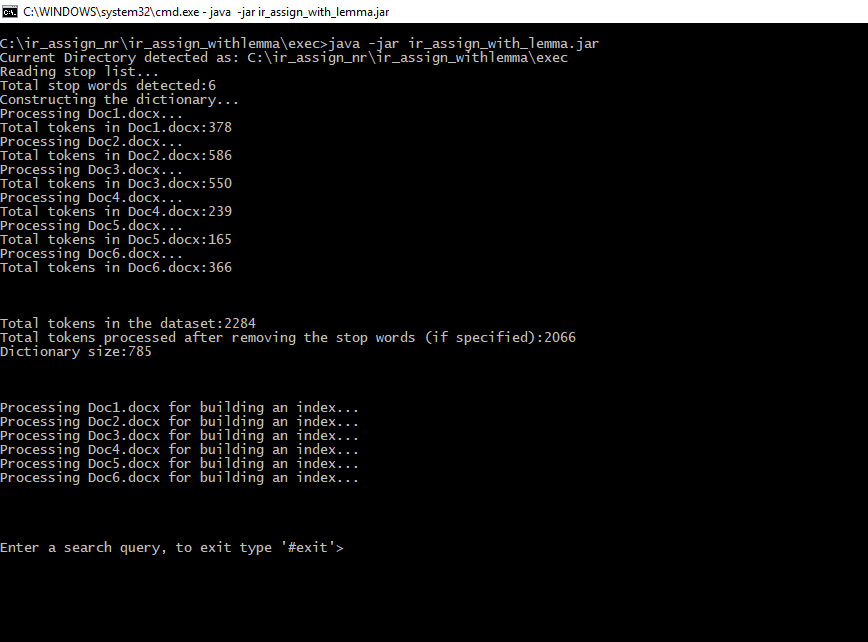 C:\WINDOWS\system32\cmd.exe - java  -jar ir_assign_with_lemma.jar
C:\ir_assign_nr\ir_assign_withlemma\exec>java -jar ir_assign_with_lemma.jar
Current Directory detected as: C:\ir_assign_nr\ir_assign_withlemma\exec
Reading stop list...
Total stop words detected:6
Constructing the dictionary...
Processing Doc1.docx...
Total tokens in Doc1.docx:378
Processing Doc2.docx...
Total tokens in Doc2.docx:586
Processing Doc3.docx...
Total tokens in Doc3.docx:550
Processing Doc4.docx...
Total tokens in Doc4.docx:239
Processing Doc5.docx...
Total tokens in Doc5.docx:165
Processing Doc6.docx...
Total tokens in Doc6.docx:366
Total tokens in the dataset:2284
Total tokens processed after removing the stop words (if specified):2066
Dictionary size:785
Processing Doc1.docx for building an index...
Processing Doc2.docx for building an index...
Processing Doc3.docx for building an index...
Processing Doc4.docx for building an index...
Processing Doc5.docx for building an index...
Processing Doc6.docx for building an index...
Enter a search query, to exit type '#exit'>